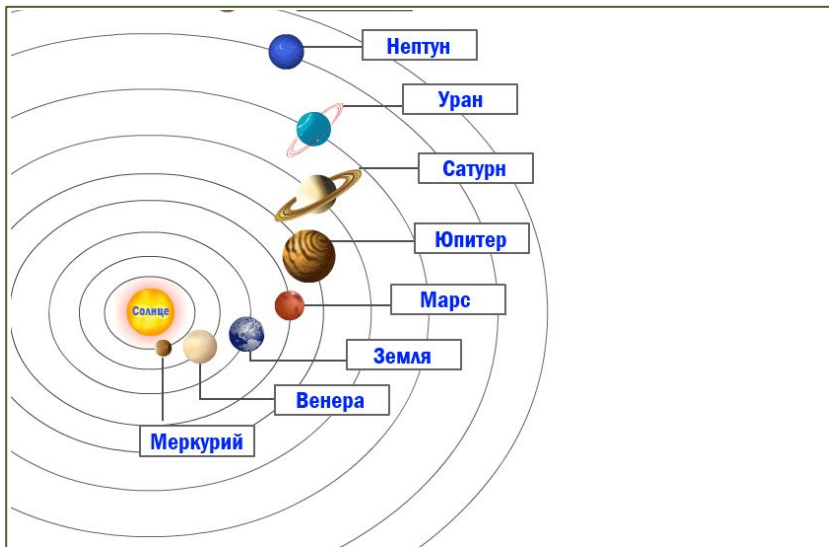 Нептун
Уран
Сатурн
Юпитер
Марс
Солнце
Земля
Венера
Меркурий